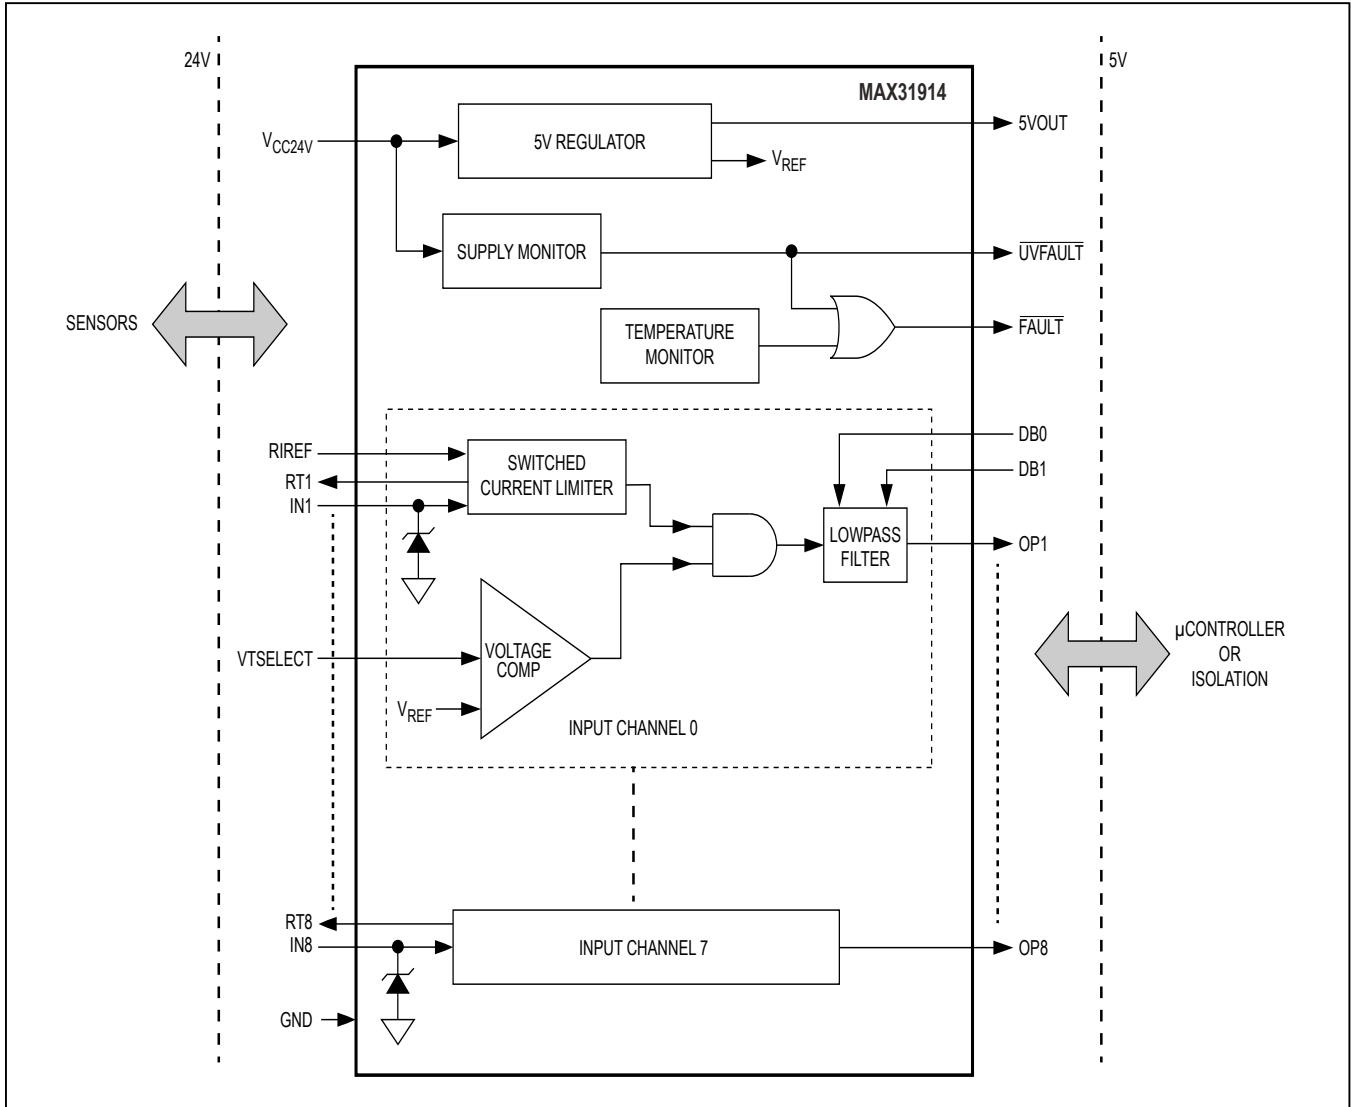 24V
5V
MAX31914
VCC24V
5V REGULATOR
5VOUT
VREF
SUPPLY MONITOR
UVFAULT
SENSORS
TEMPERATURE
MONITOR
FAULT
RIREF
RT1
IN1
SWITCHED
CURRENT LIMITER
DB0
DB1
LOWPASS
FILTER
OP1
VTSELECT
VOLTAGE
COMP
VREF
INPUT CHANNEL 0
µCONTROLLER
OR
ISOLATION
RT8
IN8
INPUT CHANNEL 7
OP8
GND